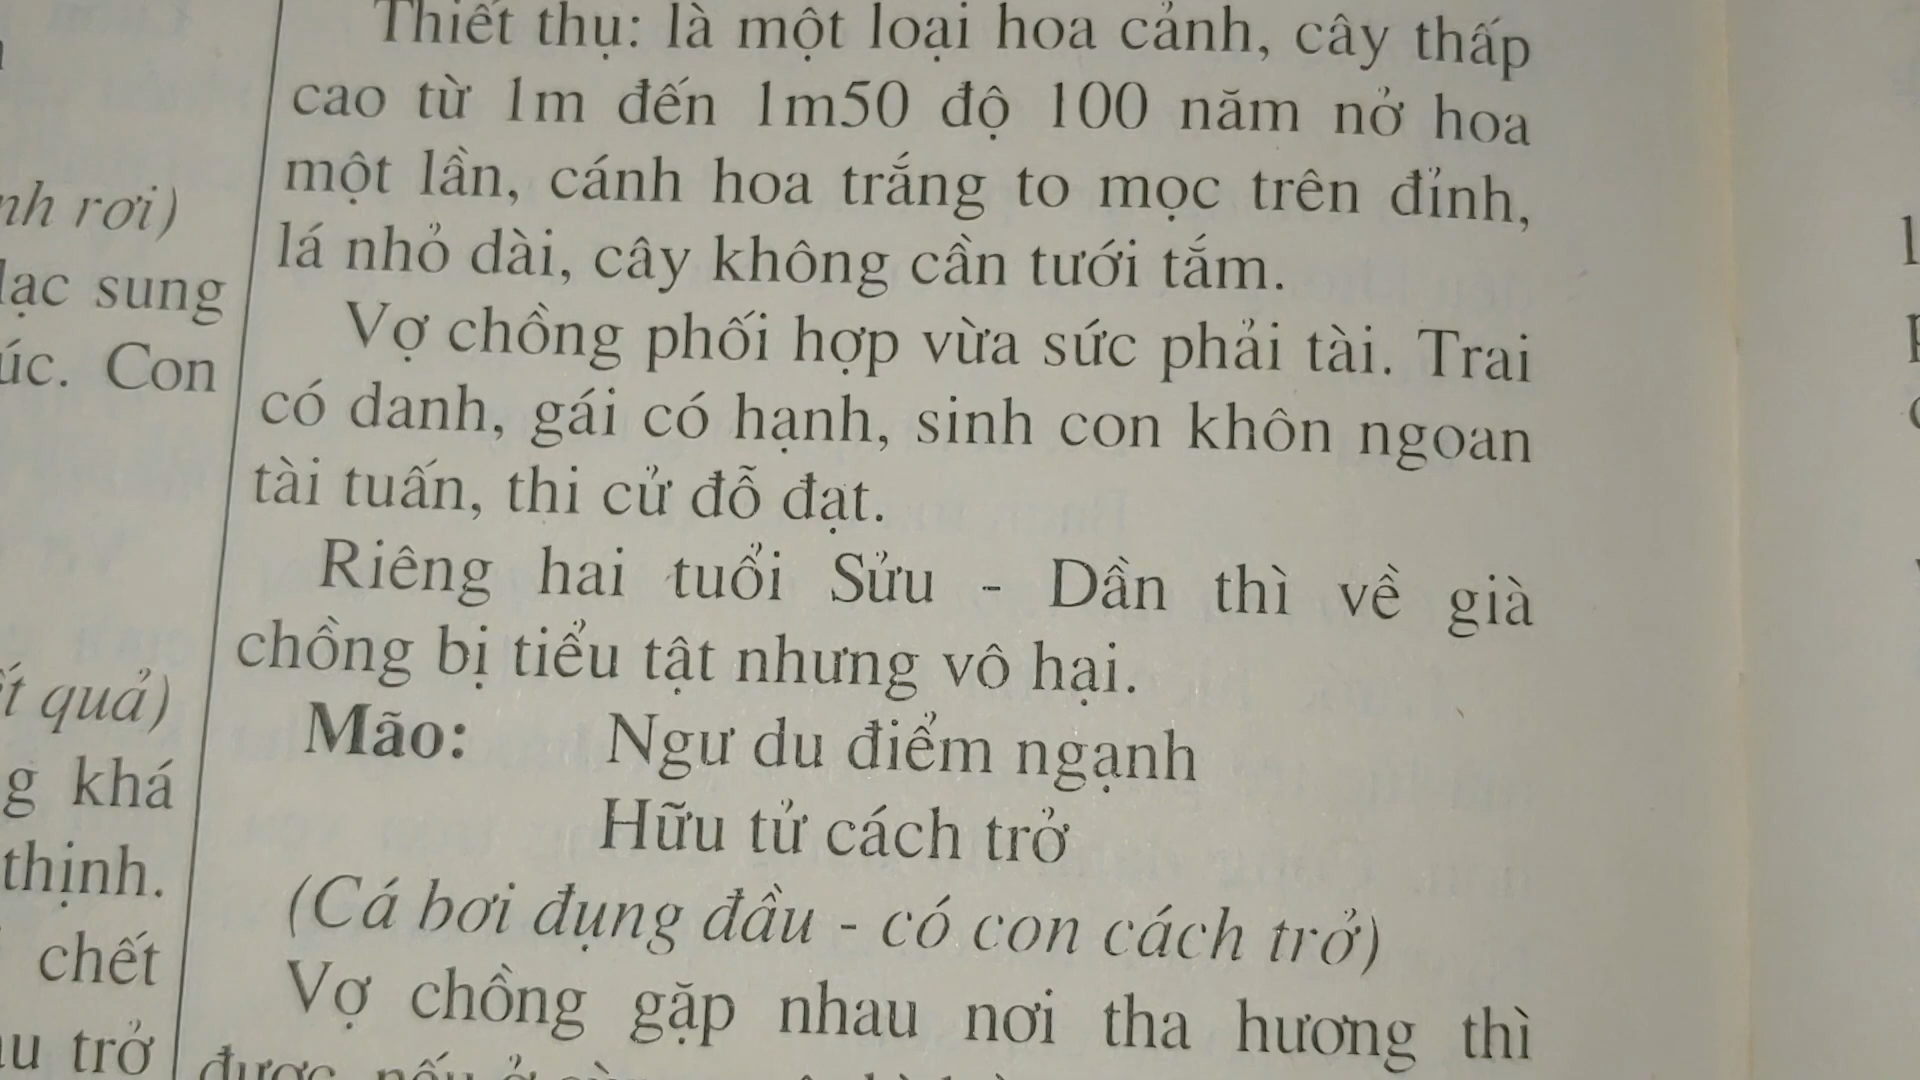 nh rơi)
lạc sung
úc. Con
t quả)
g khá
thịnh.
chết
u trở
Thiết thụ: là một loại hoa cảnh, cây thấp
cao từ 1m đến 1m50 độ 100 năm nở hoa
một lần, cánh hoa trắng to mọc trên đỉnh,
lá nhỏ dài, cây không cần tưới tắm.
Vợ chồng phối hợp vừa sức phải tài. Trai
có danh, gái có hạnh, sinh con khôn ngoan
tài tuấn, thi cử đỗ đạt.
Riêng hai tuổi Sửu - Dần thì về già
chồng bị tiểu tật nhưng vô hại.
Mão: Ngư du điểm ngạnh
Hữu tử cách trở
(Cá bơi đụng đầu - có con cách trở)
Vợ chồng gặp nhau nơi tha hương thì
được nếu ở